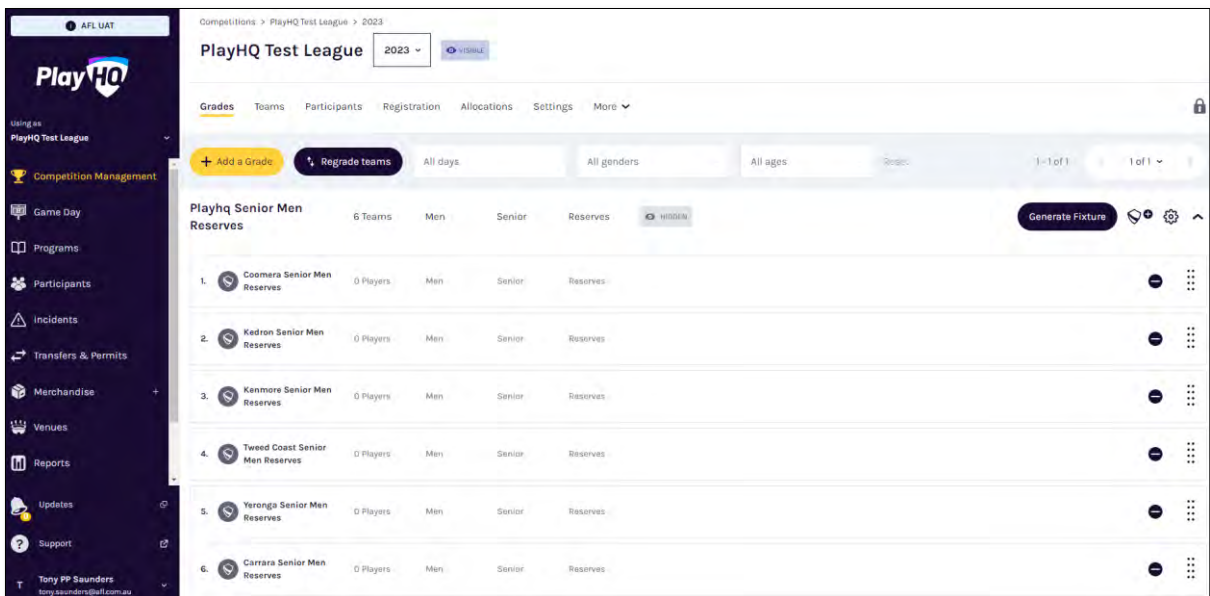 AFL UAT
PlayHQ
Using as
PlayHQ Test League
Competition Management
Game Day
Programs
Participants
Incidents
Transfers & Permits
Merchandise +
Venues
Reports
Updates
Support
T Tony PP Saunders
tony.saunders@afl.com.au
Competitions > PlayHQ Test League > 2023
PlayHQ Test League 2023 VISIBLE
Grades Teams Participants Registration Allocations Settings More
+ Add a Grade Regrade teams All days All genders All ages Reset 1-1 of 1 1 of 1
Playhq Senior Men
Reserves
6 Teams Men Senior Reserves HIDDEN Generate Fixture
1. Coomera Senior Men
Reserves
0 Players Men Senior Reserves
2. Kedron Senior Men
Reserves
0 Players Men Senior Reserves
3. Kenmore Senior Men
Reserves
0 Players Men Senior Reserves
4. Tweed Coast Senior
Men Reserves
0 Players Men Senior Reserves
5. Yeronga Senior Men
Reserves
0 Players Men Senior Reserves
6. Carrara Senior Men
Reserves
0 Players Men Senior Reserves